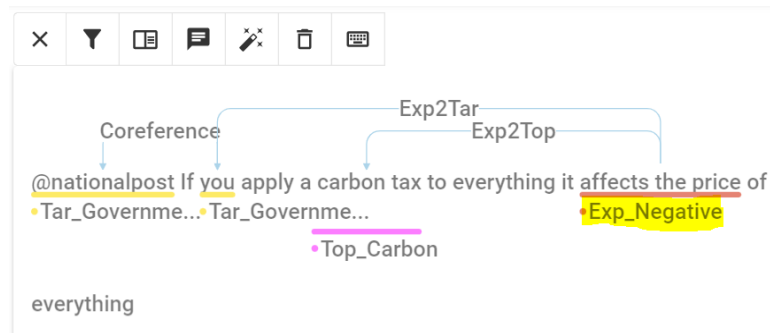 Exp2Tar
Coreference Exp2Top
@nationalpost If you apply a carbon tax to everything it affects the price of
Tar_Governme... Tar_Governme... Exp_Negative
Top_Carbon
everything